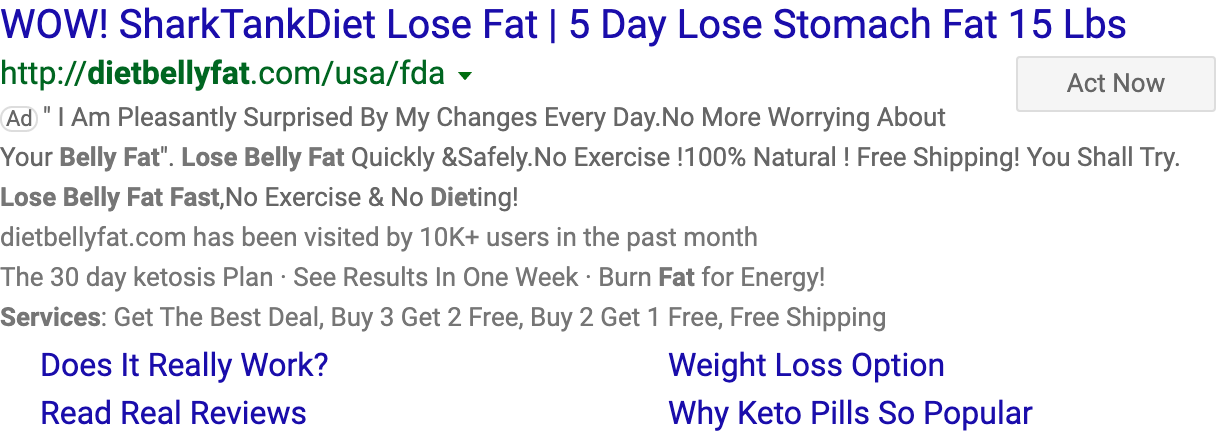 WOW! SharkTankDiet Lose Fat | 5 Day Lose Stomach Fat 15 Lbs
http://dietbellyfat.com/usa/fda
Act Now
Ad " I Am Pleasantly Surprised By My Changes Every Day.No More Worrying About
Your Belly Fat". Lose Belly Fat Quickly &Safely.No Exercise !100% Natural ! Free Shipping! You Shall Try.
Lose Belly Fat Fast,No Exercise & No Dieting!
dietbellyfat.com has been visited by 10K+ users in the past month
The 30 day ketosis Plan · See Results In One Week · Burn Fat for Energy!
Services: Get The Best Deal, Buy 3 Get 2 Free, Buy 2 Get 1 Free, Free Shipping
Does It Really Work?
Weight Loss Option
Read Real Reviews
Why Keto Pills So Popular